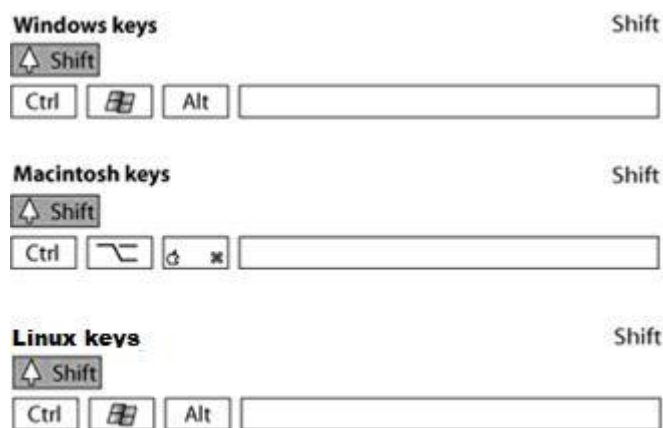 Windows keys Shift
Shift
Ctrl Alt
Macintosh keys Shift
Shift
Ctrl ⌥ ⌘
Linux keys Shift
Shift
Ctrl Alt